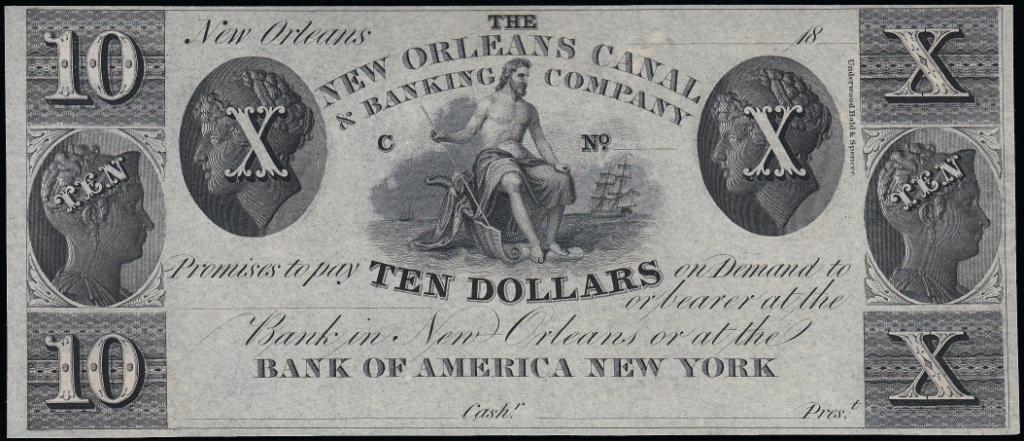 THE
New Orleans 18
NEW ORLEANS CANAL
& BANKING COMPANY
10
X
X
X
C
Nọ
TEN
TEN
Underwood Bald & Spencer
Promises to pay TEN DOLLARS on Demand to
or bearer at the
Bank in New Orleans or at the
BANK OF AMERICA NEW YORK
10
X
Cash.r
Pres.t